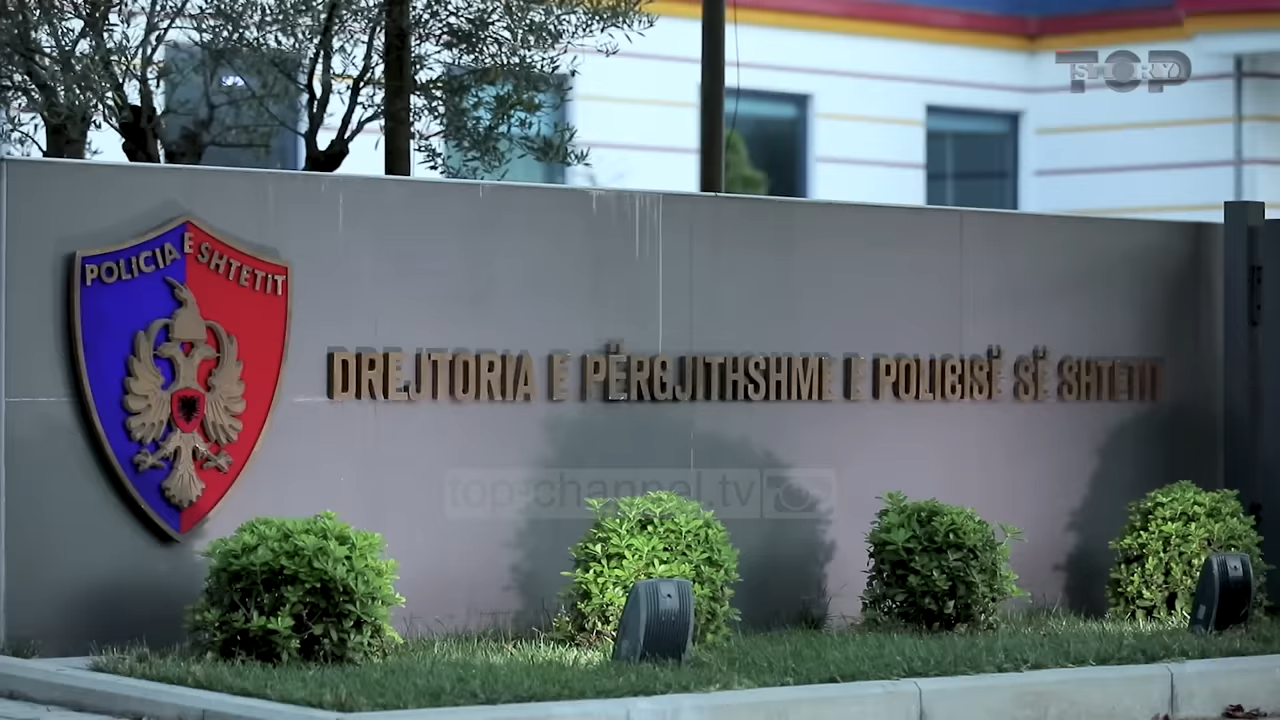 TOP
STORY
POLICIA E SHTETIT
DREJTORIA E PËRGJITHSHME E POLICISË SË SHTETIT
top-channel.tv